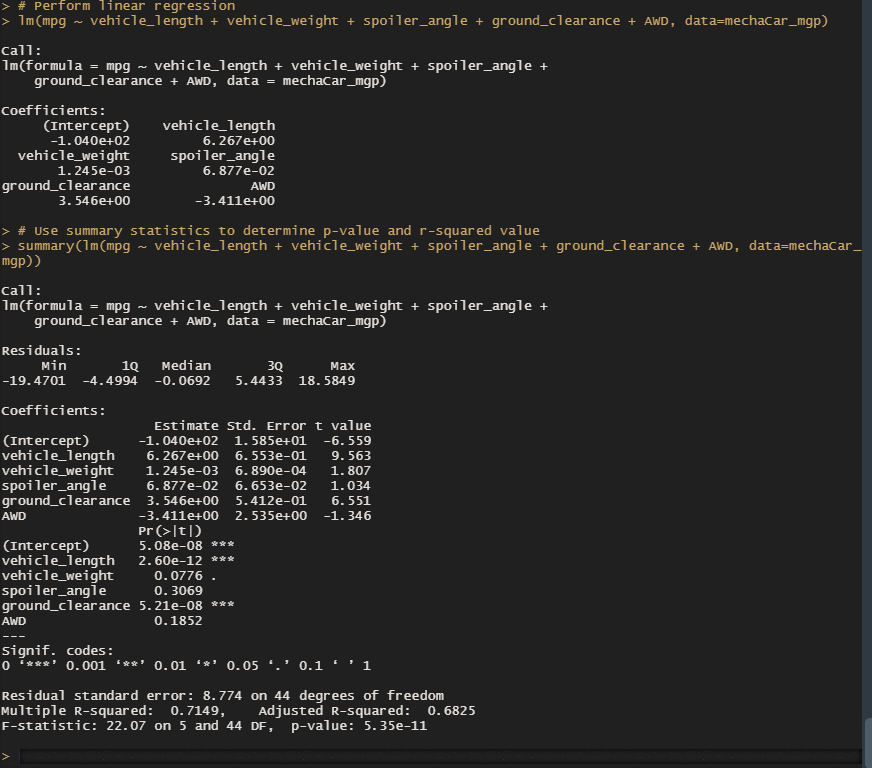 > # Perform linear regression
> lm(mpg ~ vehicle_length + vehicle_weight + spoiler_angle + ground_clearance + AWD, data=mechaCar_mgp)
Call:
lm(formula = mpg ~ vehicle_length + vehicle_weight + spoiler_angle +
    ground_clearance + AWD, data = mechaCar_mgp)
Coefficients:
     (Intercept)    vehicle_length
      -1.040e+02         6.267e+00
  vehicle_weight     spoiler_angle
       1.245e-03         6.877e-02
ground_clearance               AWD
       3.546e+00        -3.411e+00
> # Use summary statistics to determine p-value and r-squared value
> summary(lm(mpg ~ vehicle_length + vehicle_weight + spoiler_angle + ground_clearance + AWD, data=mechaCar_
mgp))
Call:
lm(formula = mpg ~ vehicle_length + vehicle_weight + spoiler_angle +
    ground_clearance + AWD, data = mechaCar_mgp)
Residuals:
     Min       1Q   Median       3Q      Max
-19.4701  -4.4994  -0.0692   5.4433  18.5849
Coefficients:
                   Estimate Std. Error t value
(Intercept)      -1.040e+02  1.585e+01  -6.559
vehicle_length    6.267e+00  6.553e-01   9.563
vehicle_weight    1.245e-03  6.890e-04   1.807
spoiler_angle     6.877e-02  6.653e-02   1.034
ground_clearance  3.546e+00  5.412e-01   6.551
AWD              -3.411e+00  2.535e+00  -1.346
                 Pr(>|t|)
(Intercept)      5.08e-08 ***
vehicle_length   2.60e-12 ***
vehicle_weight     0.0776 .
spoiler_angle      0.3069
ground_clearance 5.21e-08 ***
AWD                0.1852
---
Signif. codes:
0 ‘***’ 0.001 ‘**’ 0.01 ‘*’ 0.05 ‘.’ 0.1 ‘ ’ 1
Residual standard error: 8.774 on 44 degrees of freedom
Multiple R-squared:  0.7149,    Adjusted R-squared:  0.6825
F-statistic: 22.07 on 5 and 44 DF,  p-value: 5.35e-11
>